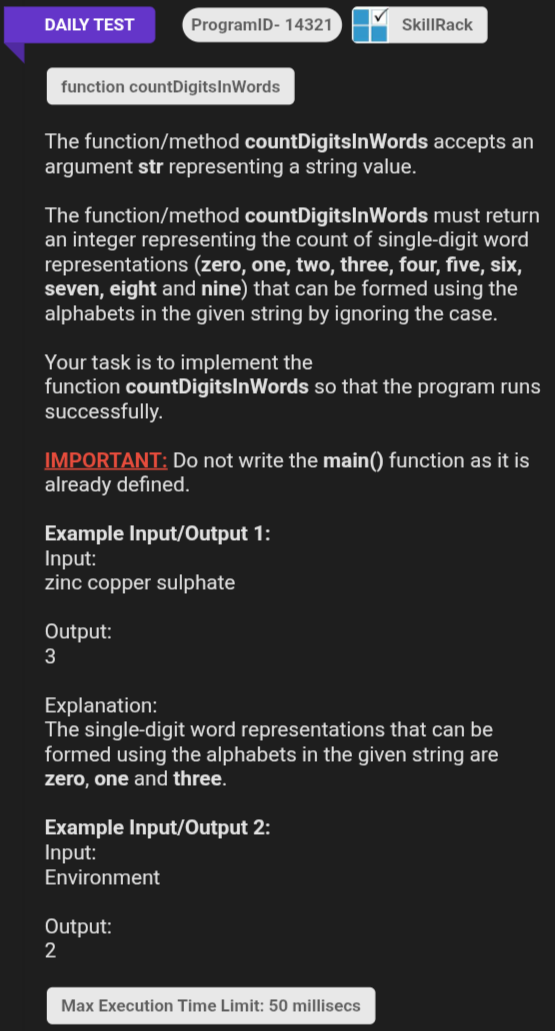 DAILY TEST
ProgramID- 14321
SkillRack
function countDigitsInWords
The function/method countDigitsInWords accepts an
argument str representing a string value.
The function/method countDigitsInWords must return
an integer representing the count of single-digit word
representations (zero, one, two, three, four, five, six,
seven, eight and nine) that can be formed using the
alphabets in the given string by ignoring the case.
Your task is to implement the
function countDigitsInWords so that the program runs
successfully.
IMPORTANT: Do not write the main() function as it is
already defined.
Example Input/Output 1:
Input:
zinc copper sulphate
Output:
3
Explanation:
The single-digit word representations that can be
formed using the alphabets in the given string are
zero, one and three.
Example Input/Output 2:
Input:
Environment
Output:
2
Max Execution Time Limit: 50 millisecs